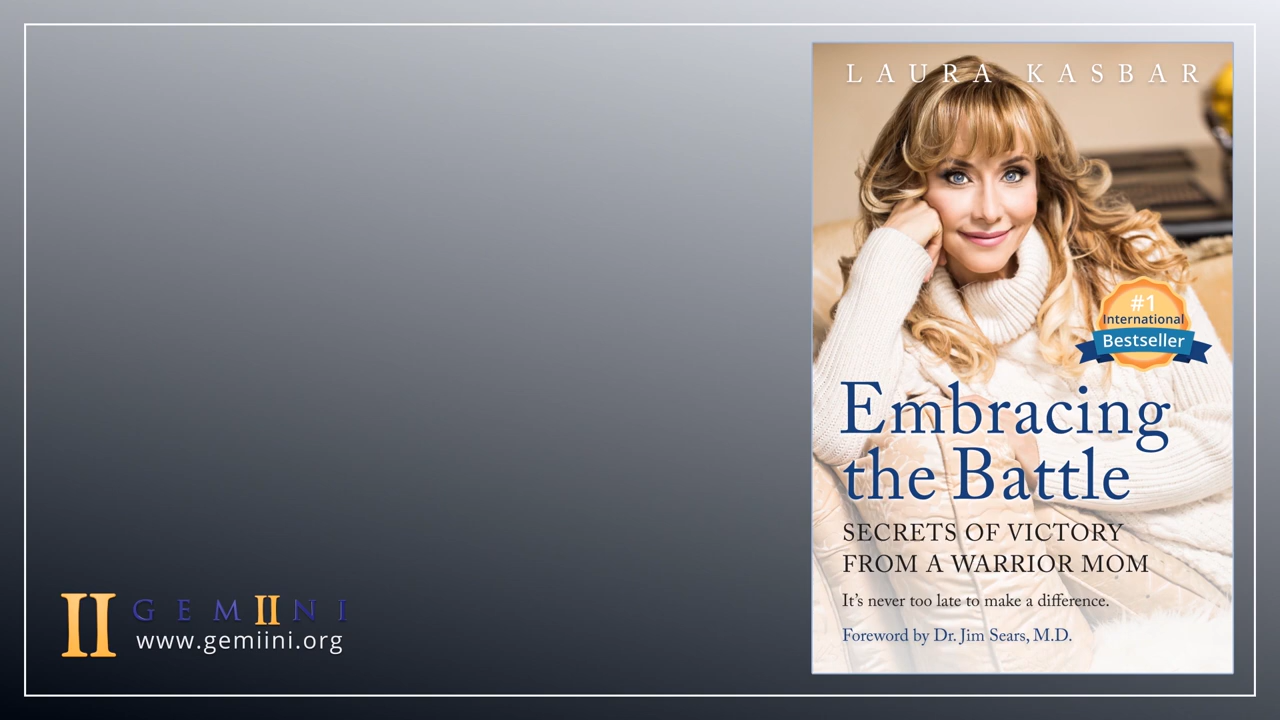 LAURA KASBAR
#1
International
Bestseller
Embracing
the Battle
SECRETS OF VICTORY
FROM A WARRIOR MOM
It's never too late to make a difference.
Foreword by Dr. Jim Sears, M.D.
II GEMIINI
www.gemiini.org